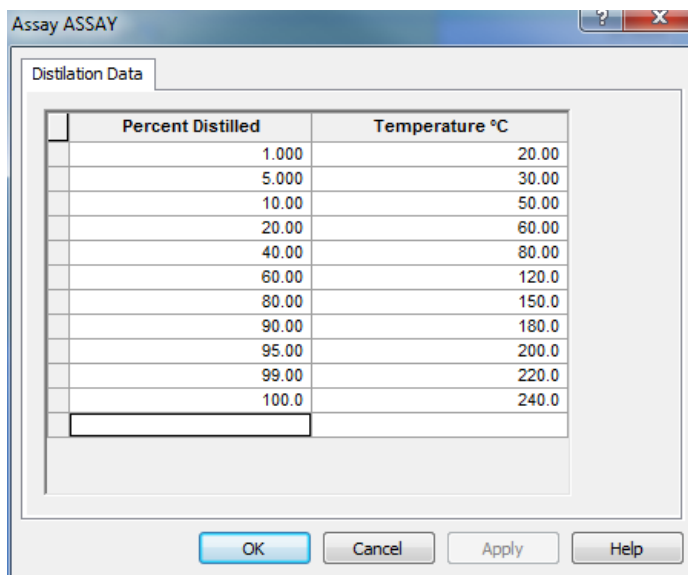 Assay ASSAY
? X
Distilation Data
Percent Distilled Temperature ºC
1.000 20.00
5.000 30.00
10.00 50.00
20.00 60.00
40.00 80.00
60.00 120.0
80.00 150.0
90.00 180.0
95.00 200.0
99.00 220.0
100.0 240.0
OK Cancel Apply Help